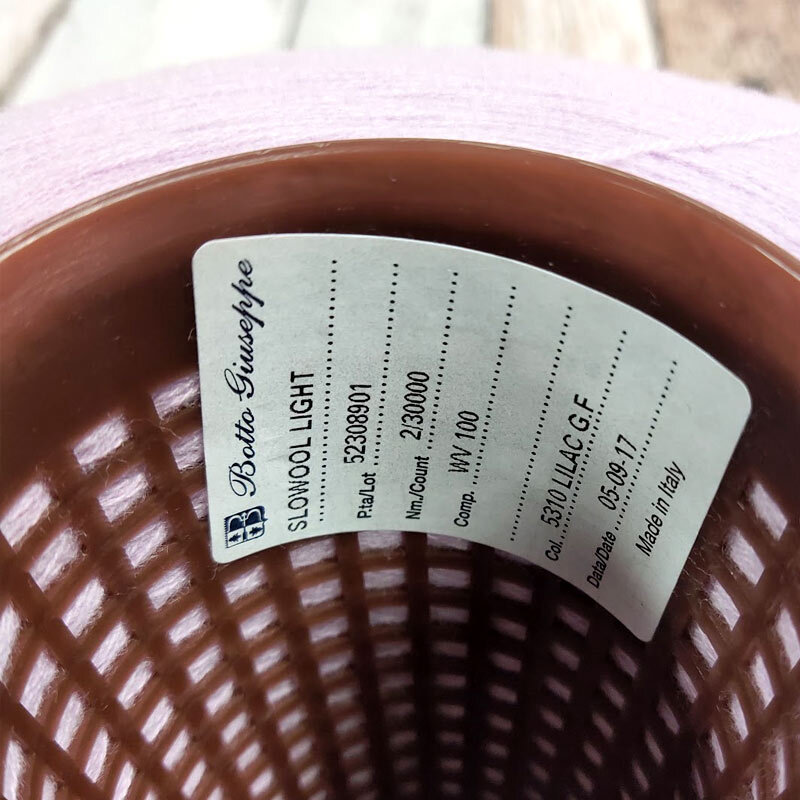 Botto Giuseppe
SLOWOOL LIGHT
P.ta/Lot 52308901
Nm./Count 2/30000
Comp. WV 100
Col. 5310 LILAC G.F
Data/Date 05-09-17
Made in Italy